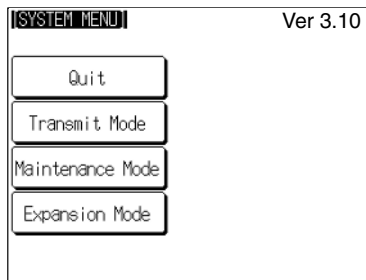 [SYSTEM MENU]
Ver 3.10
Quit
Transmit Mode
Maintenance Mode
Expansion Mode